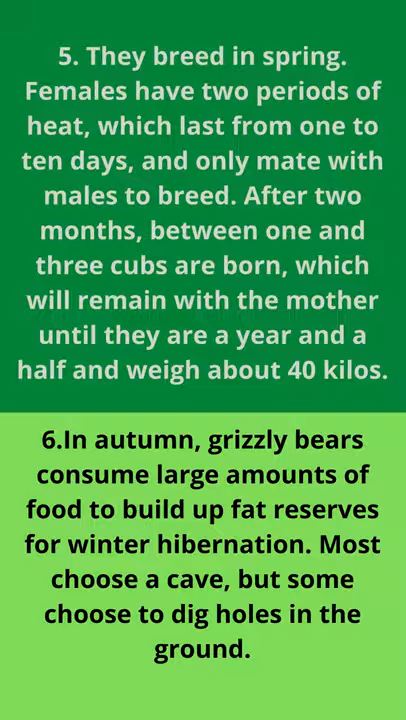 5. They breed in spring.
Females have two periods of
heat, which last from one to
ten days, and only mate with
males to breed. After two
months, between one and
three cubs are born, which
will remain with the mother
until they are a year and a
half and weigh about 40 kilos.
6.In autumn, grizzly bears
consume large amounts of
food to build up fat reserves
for winter hibernation. Most
choose a cave, but some
choose to dig holes in the
ground.